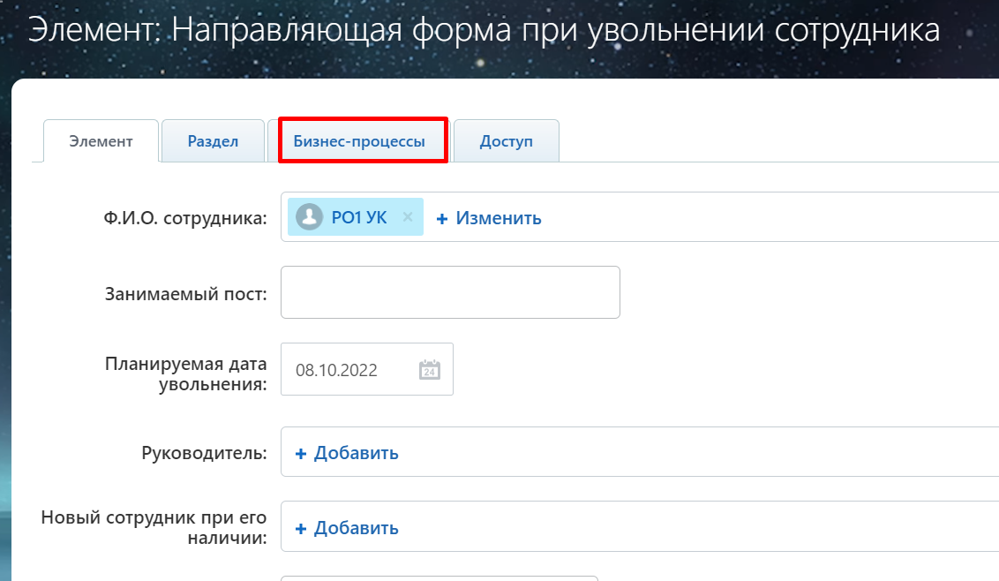 Элемент: Направляющая форма при увольнении сотрудника
Элемент Раздел Бизнес-процессы Доступ
Ф.И.О. сотрудника: РО1 УК × + Изменить
Занимаемый пост:
Планируемая дата
увольнения:
08.10.2022 24
Руководитель: + Добавить
Новый сотрудник при его
наличии:
+ Добавить